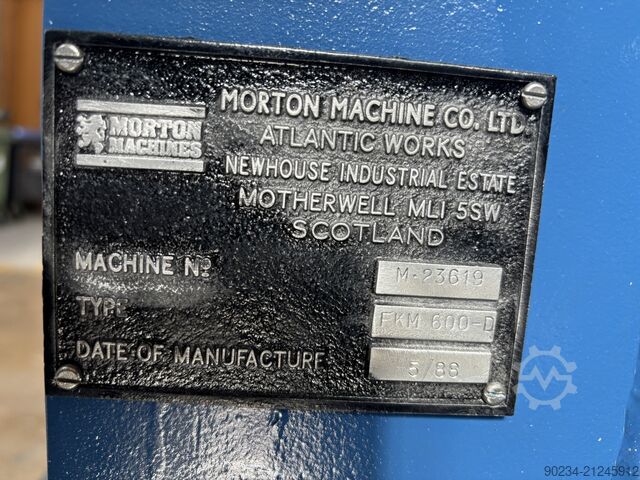 MORTON MACHINE CO. LTD.
MORTON
MACHINES
ATLANTIC WORKS
NEWHOUSE INDUSTRIAL ESTATE
MOTHERWELL ML1 5SW
SCOTLAND
MACHINE No. M-23619
TYPE FKM 600-D
DATE OF MANUFACTURE 5/88
90234-21245912